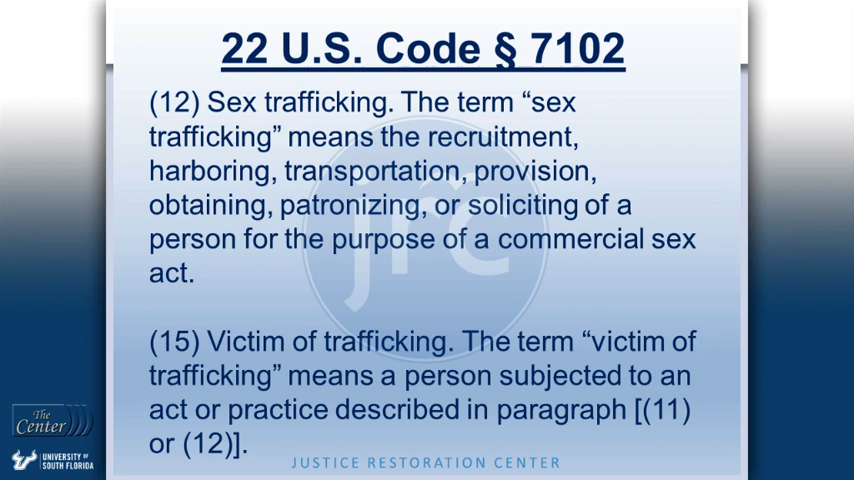 22 U.S. Code § 7102
(12) Sex trafficking. The term “sex
trafficking” means the recruitment,
harboring, transportation, provision,
obtaining, patronizing, or soliciting of a
person for the purpose of a commercial sex
act.
(15) Victim of trafficking. The term “victim of
trafficking” means a person subjected to an
act or practice described in paragraph [(11)
or (12)].
jrc
JUSTICE RESTORATION CENTER
The
Center
UNIVERSITY of
SOUTH FLORIDA